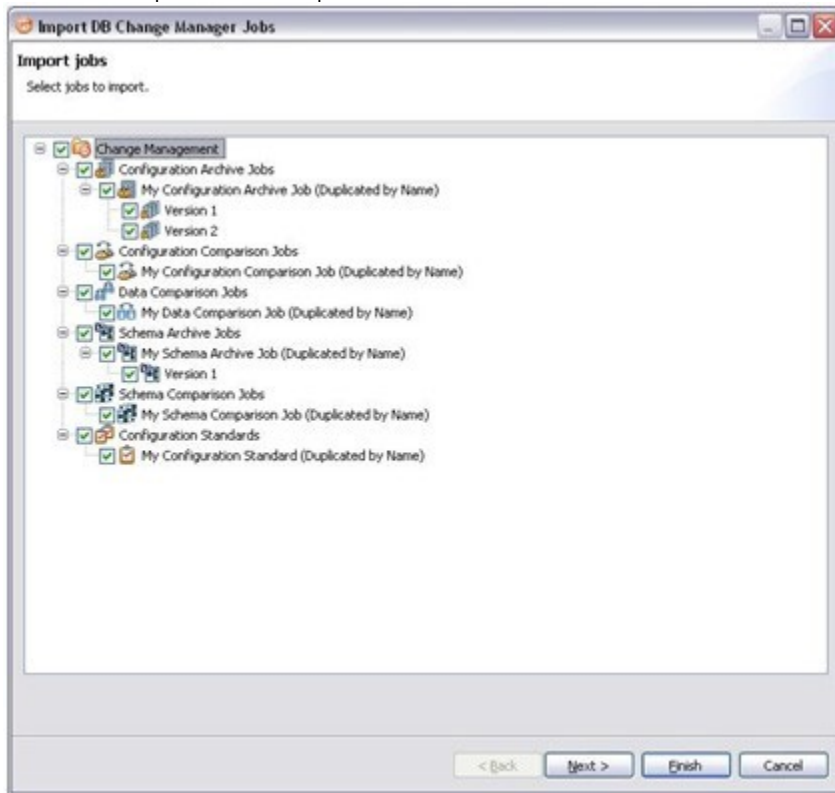 Import DB Change Manager Jobs
Import jobs
Select jobs to import.
Change Management
Configuration Archive Jobs
My Configuration Archive Job (Duplicated by Name)
Version 1
Version 2
Configuration Comparison Jobs
My Configuration Comparison Job (Duplicated by Name)
Data Comparison Jobs
My Data Comparison Job (Duplicated by Name)
Schema Archive Jobs
My Schema Archive Job (Duplicated by Name)
Version 1
Schema Comparison Jobs
My Schema Comparison Job (Duplicated by Name)
Configuration Standards
My Configuration Standard (Duplicated by Name)
< Back Next > Finish Cancel